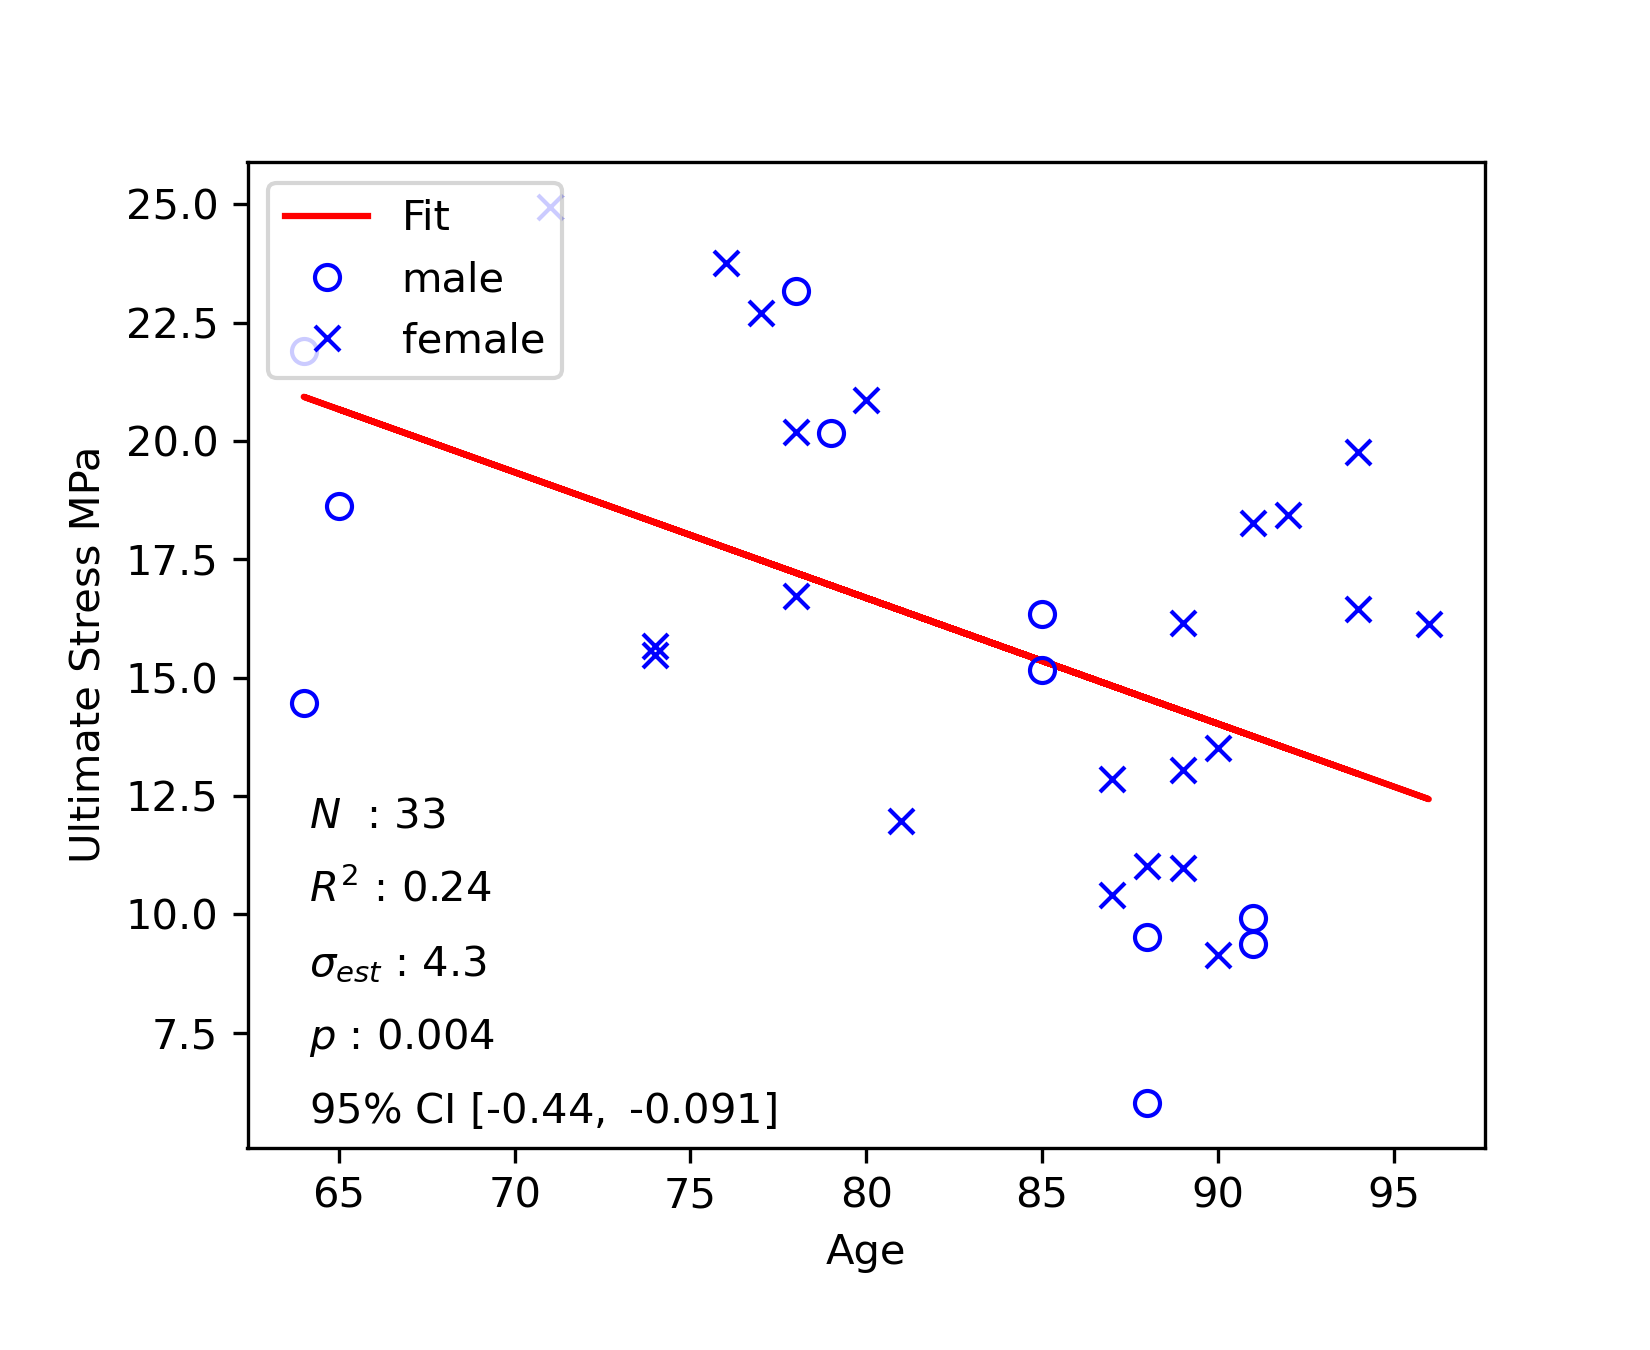 25.0
22.5
20.0
17.5
15.0
12.5
10.0
7.5
Ultimate Stress MPa
Fit
male
female
N : 33
R² : 0.24
σest : 4.3
p : 0.004
95% CI [-0.44, -0.091]
65 70 75 80 85 90 95
Age